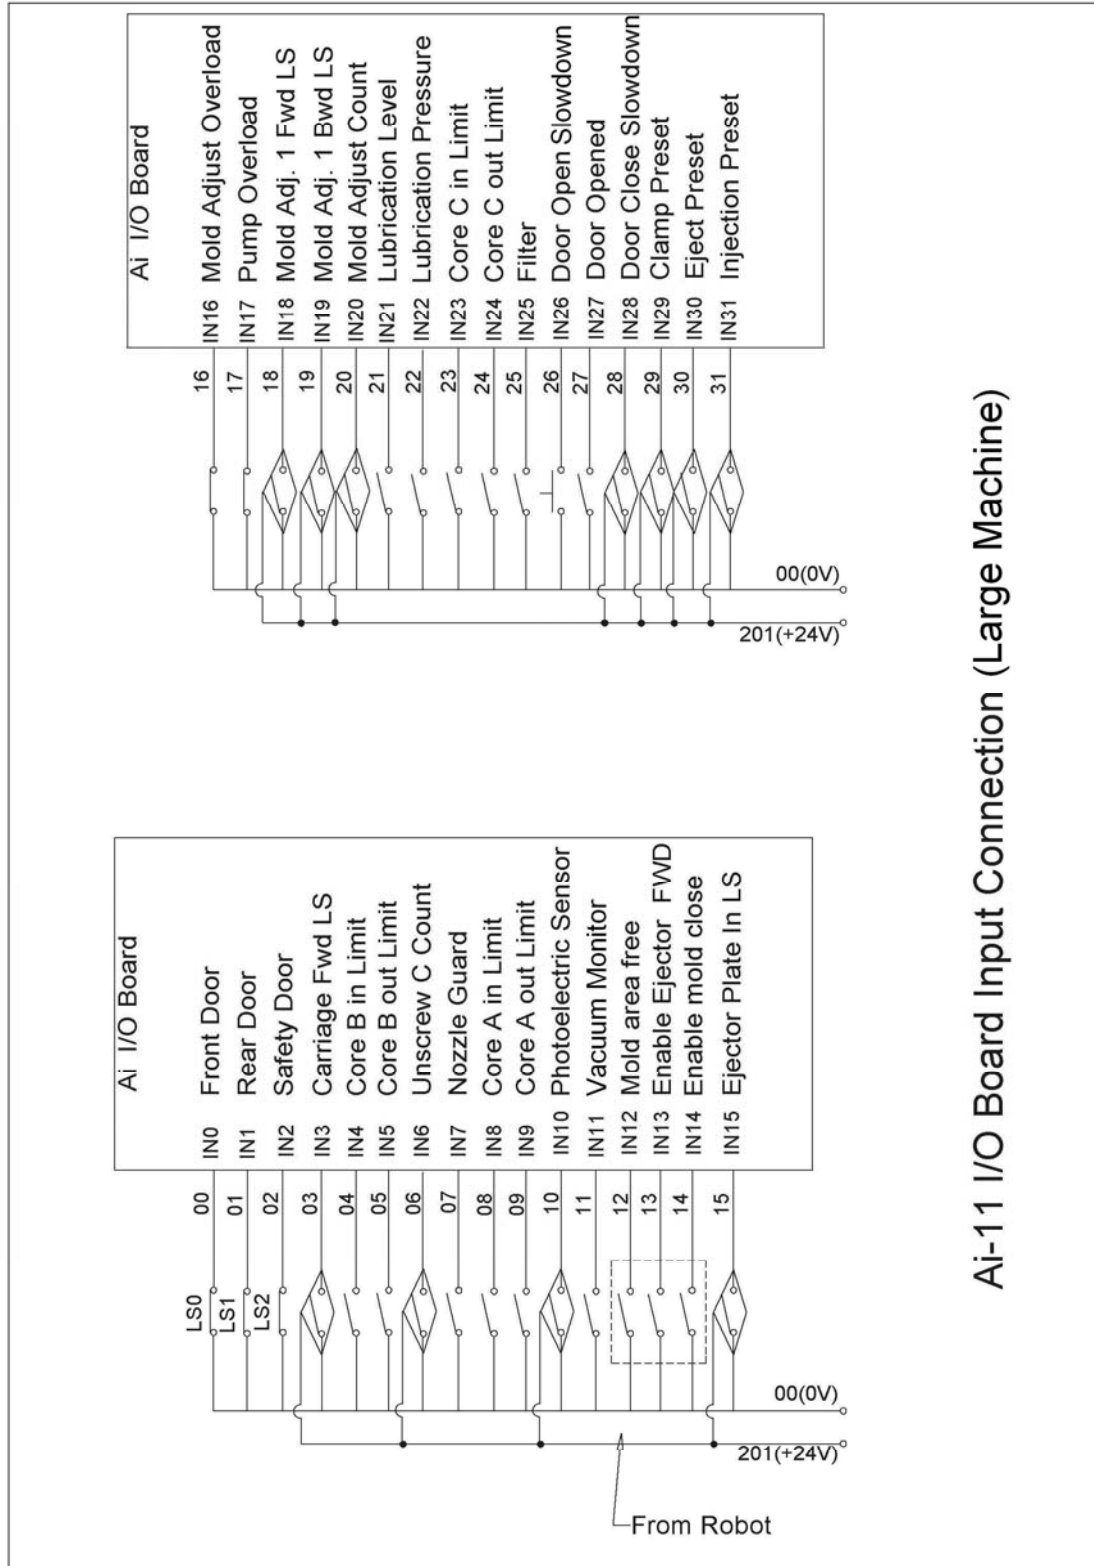 Ai I/O Board
00 IN0 Front Door
01 IN1 Rear Door
02 IN2 Safety Door
03 IN3 Carriage Fwd LS
04 IN4 Core B in Limit
05 IN5 Core B out Limit
06 IN6 Unscrew C Count
07 IN7 Nozzle Guard
08 IN8 Core A in Limit
09 IN9 Core A out Limit
10 IN10 Photoelectric Sensor
11 IN11 Vacuum Monitor
12 IN12 Mold area free
13 IN13 Enable Ejector FWD
14 IN14 Enable mold close
15 IN15 Ejector Plate In LS
LS0
LS1
LS2
00(0V)
201(+24V)
From Robot
Ai I/O Board
16 IN16 Mold Adjust Overload
17 IN17 Pump Overload
18 IN18 Mold Adj. 1 Fwd LS
19 IN19 Mold Adj. 1 Bwd LS
20 IN20 Mold Adjust Count
21 IN21 Lubrication Level
22 IN22 Lubrication Pressure
23 IN23 Core C in Limit
24 IN24 Core C out Limit
25 IN25 Filter
26 IN26 Door Open Slowdown
27 IN27 Door Opened
28 IN28 Door Close Slowdown
29 IN29 Clamp Preset
30 IN30 Eject Preset
31 IN31 Injection Preset
00(0V)
201(+24V)
Ai-11 I/O Board Input Connection (Large Machine)